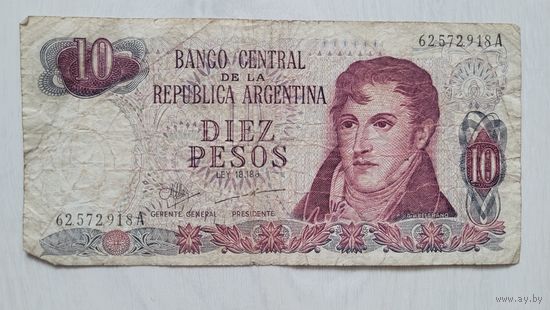 10
62572918A
BANCO CENTRAL
DE LA
REPUBLICA ARGENTINA
DIEZ
PESOS
LEY 18.188
10
62572918A
GERENTE GENERAL PRESIDENTE
M. BELGRANO
www.ay.by